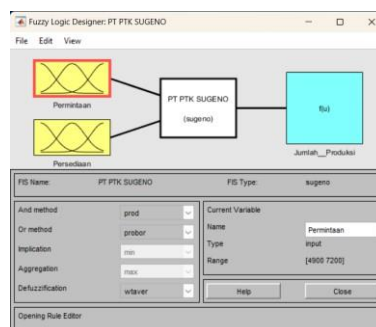 Fuzzy Logic Designer: PT PTK SUGENO
File Edit View
Permintaan
Persediaan
PT PTK SUGENO
(sugeno)
f(u)
Jumlah__Produksi
FIS Name: PT PTK SUGENO FIS Type: sugeno
And method prod
Or method probor
Implication min
Aggregation max
Defuzzification wtaver
Current Variable
Name Permintaan
Type input
Range [4900 7200]
Help Close
Opening Rule Editor